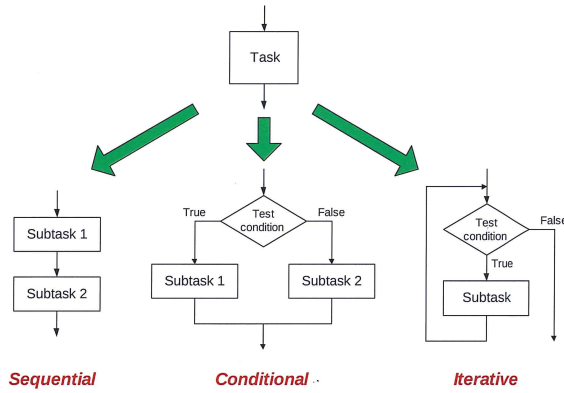 Task
Subtask 1
Subtask 2
Sequential
True
Test
condition
False
Subtask 1
Subtask 2
Conditional
Test
condition
False
True
Subtask
Iterative